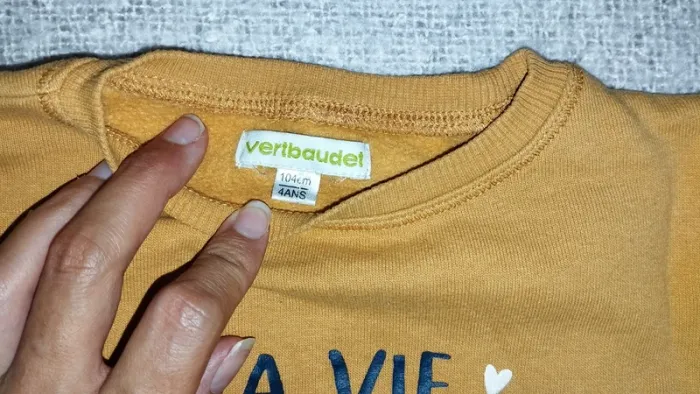 vertbaudet
104cm
4ANS
A VIE